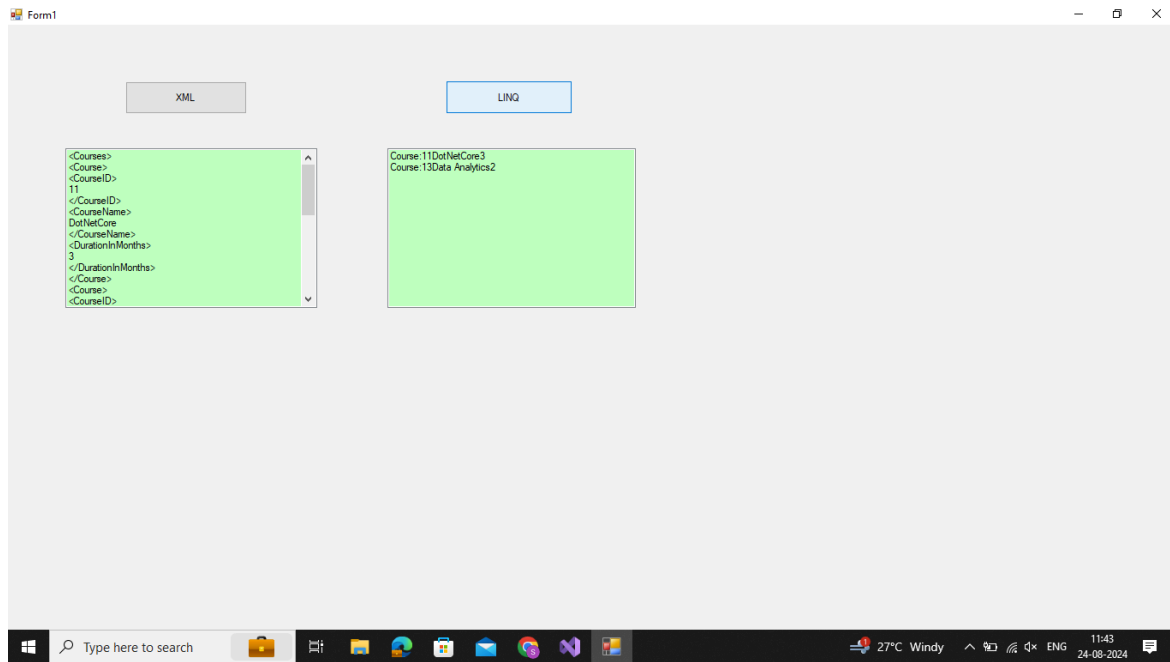 Form1
XML
LINQ
<Courses>
<Course>
<CourseID>
11
</CourseID>
<CourseName>
DotNetCore
</CourseName>
<DurationInMonths>
3
</DurationInMonths>
</Course>
<Course>
<CourseID>
Course:11DotNetCore3
Course:13Data Analytics2
Type here to search
1
27°C Windy
ENG
11:43
24-08-2024